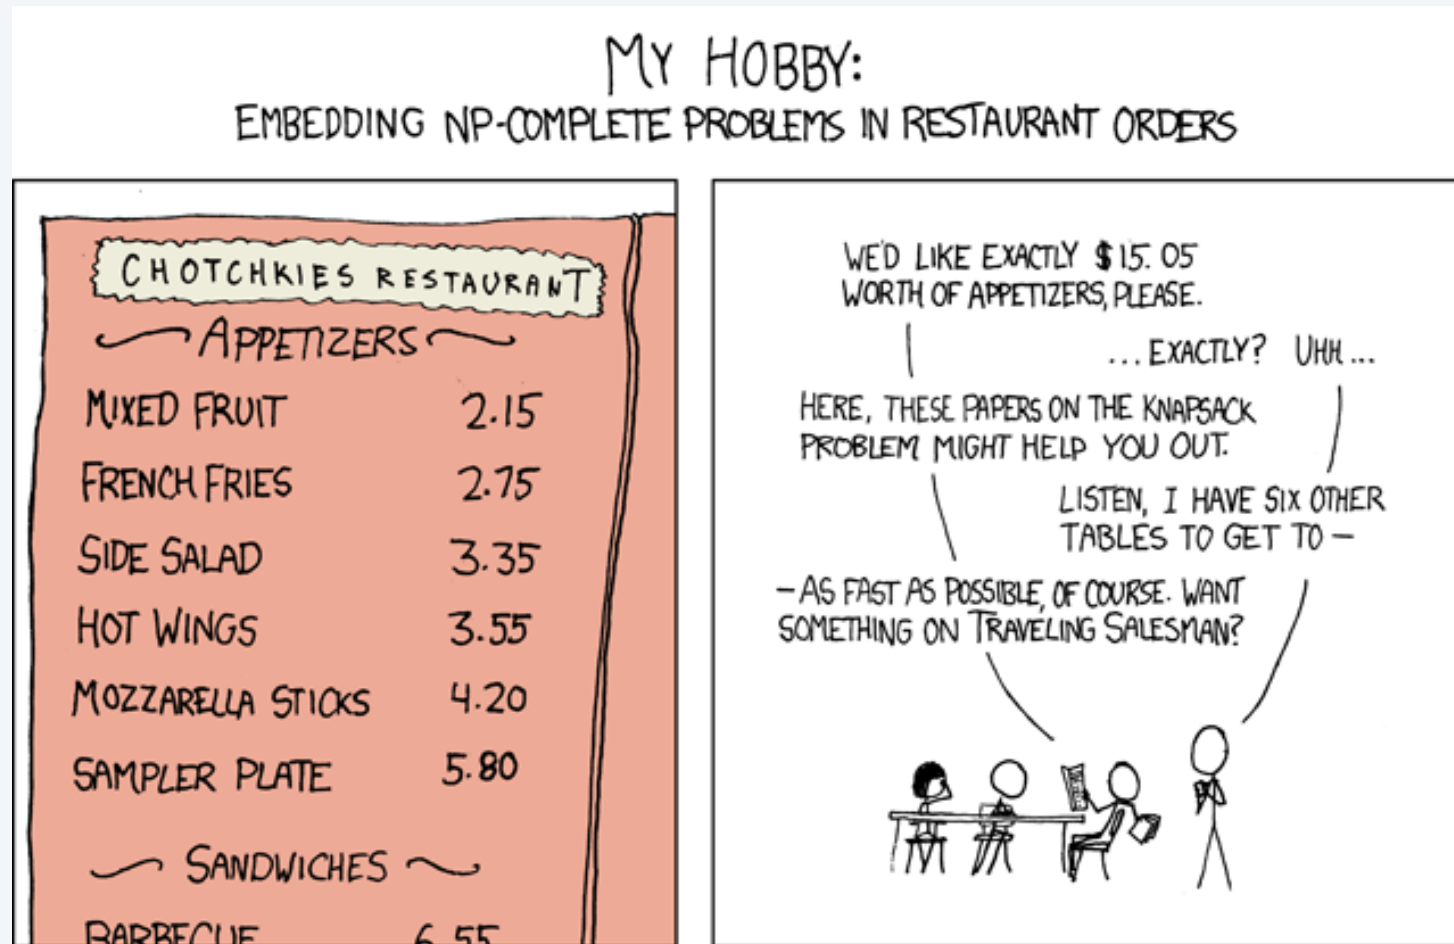 MY HOBBY:
EMBEDDING NP-COMPLETE PROBLEMS IN RESTAURANT ORDERS
CHOTCHKIES RESTAURANT
APPETIZERS
MIXED FRUIT 2.15
FRENCH FRIES 2.75
SIDE SALAD 3.35
HOT WINGS 3.55
MOZZARELLA STICKS 4.20
SAMPLER PLATE 5.80
SANDWICHES
BARBECUE 6.55
WE'D LIKE EXACTLY $15.05
WORTH OF APPETIZERS, PLEASE.
...EXACTLY? UHH...
HERE, THESE PAPERS ON THE KNAPSACK
PROBLEM MIGHT HELP YOU OUT.
LISTEN, I HAVE SIX OTHER
TABLES TO GET TO —
—AS FAST AS POSSIBLE, OF COURSE. WANT
SOMETHING ON TRAVELING SALESMAN?